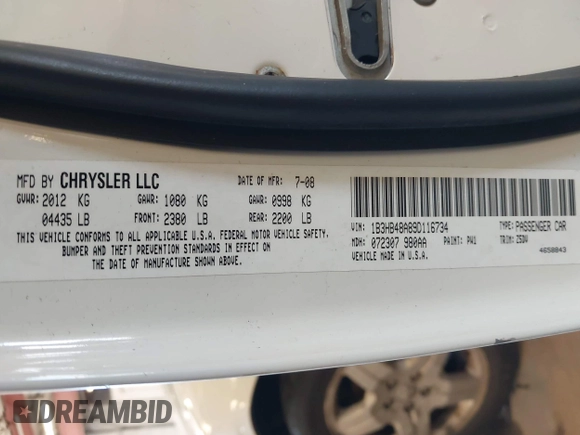 MFD BY CHRYSLER LLC
DATE OF MFR: 7-08
GVWR: 2012 KG
GAWR: 1080 KG
GAWR: 0998 KG
04435 LB
FRONT: 2380 LB
REAR: 2200 LB
THIS VEHICLE CONFORMS TO ALL APPLICABLE U.S.A. FEDERAL MOTOR VEHICLE SAFETY,
BUMPER AND THEFT PREVENTION STANDARDS IN EFFECT ON
THE DATE OF MANUFACTURE SHOWN ABOVE.
VIN: 1B3HB48A89D116734
TYPE: PASSENGER CAR
MDH: 072307 980AA
PAINT: PW1
TRIM: Z5DV
VEHICLE MADE IN U.S.A.
4658043
DREAMBID